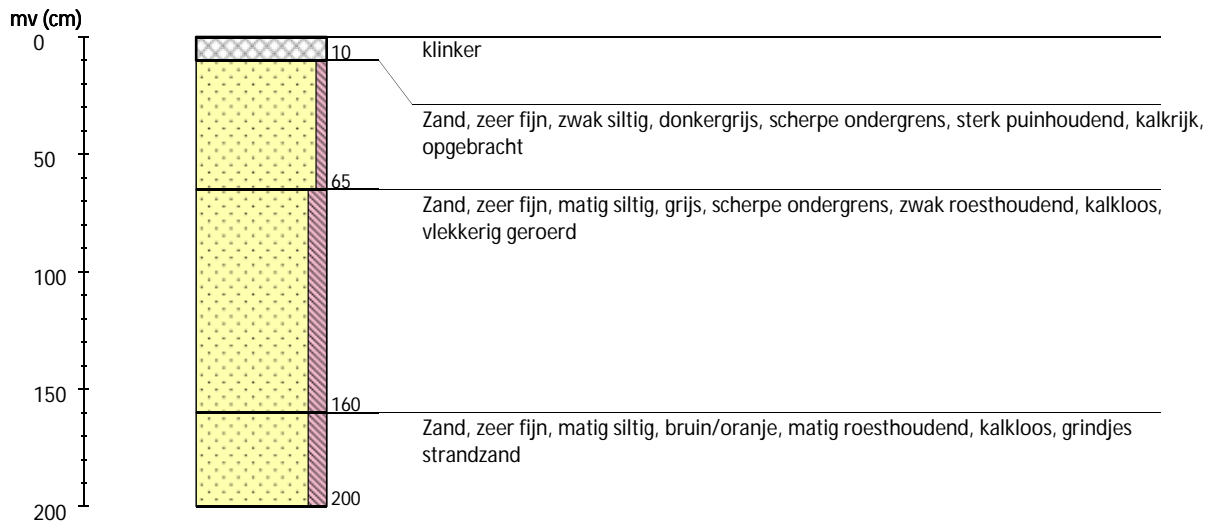 mv (cm)
0
10
klinker
Zand, zeer fijn, zwak siltig, donkergrijs, scherpe ondergrens, sterk puinhoudend, kalkrijk,
opgebracht
50
65
Zand, zeer fijn, matig siltig, grijs, scherpe ondergrens, zwak roesthoudend, kalkloos,
vlekkerig geroerd
100
150
160
Zand, zeer fijn, matig siltig, bruin/oranje, matig roesthoudend, kalkloos, grindjes
strandzand
200
200